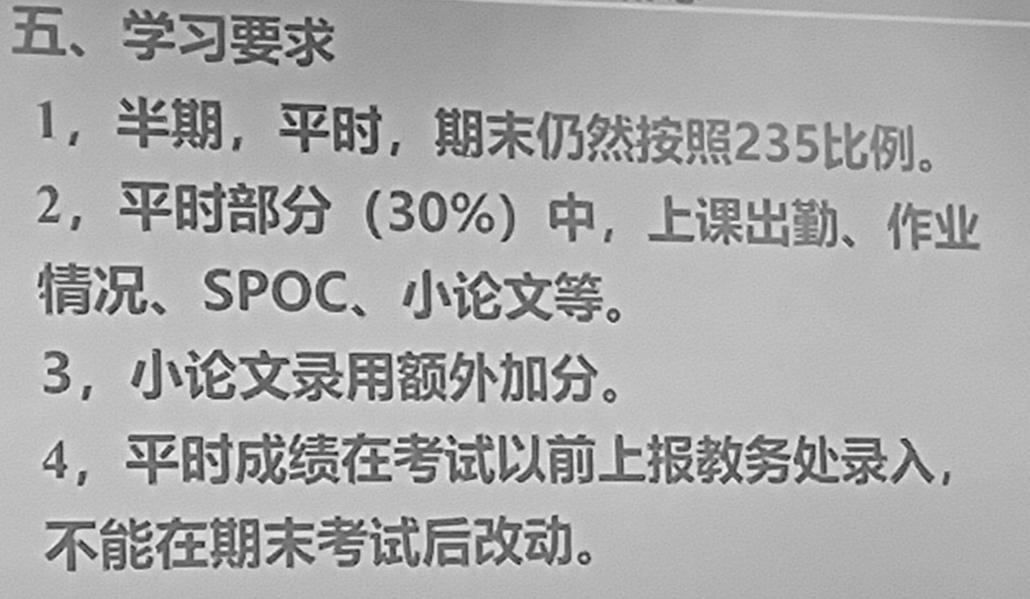 五、学习要求
1，半期，平时，期末仍然按照235比例。
2，平时部分（30%）中，上课出勤、作业
情况、SPOC、小论文等。
3，小论文录用额外加分。
4，平时成绩在考试以前上报教务处录入，
不能在期末考试后改动。